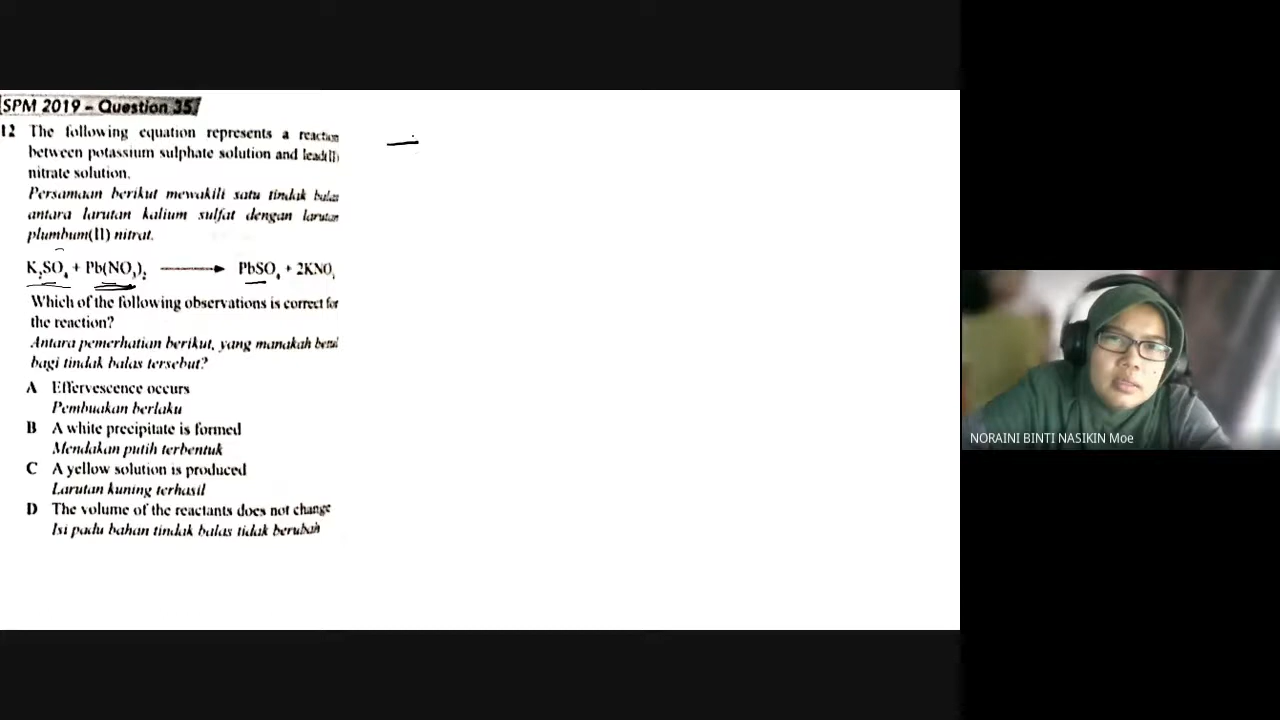 SPM 2019 – Question 35
12 The following equation represents a reaction
between potassium sulphate solution and lead(II)
nitrate solution.
Persamaan berikut mewakili satu tindak balas
antara larutan kalium sulfat dengan larutan
plumbum(II) nitrat.
K₂SO₄ + Pb(NO₃)₂ ⟶ PbSO₄ + 2KNO₃
Which of the following observations is correct for
the reaction?
Antara pemerhatian berikut, yang manakah betul
bagi tindak balas tersebut?
A Effervescence occurs
Pembuakan berlaku
B A white precipitate is formed
Mendakan putih terbentuk
C A yellow solution is produced
Larutan kuning terhasil
D The volume of the reactants does not change
Isi padu bahan tindak balas tidak berubah
NORAINI BINTI NASIKIN Moe